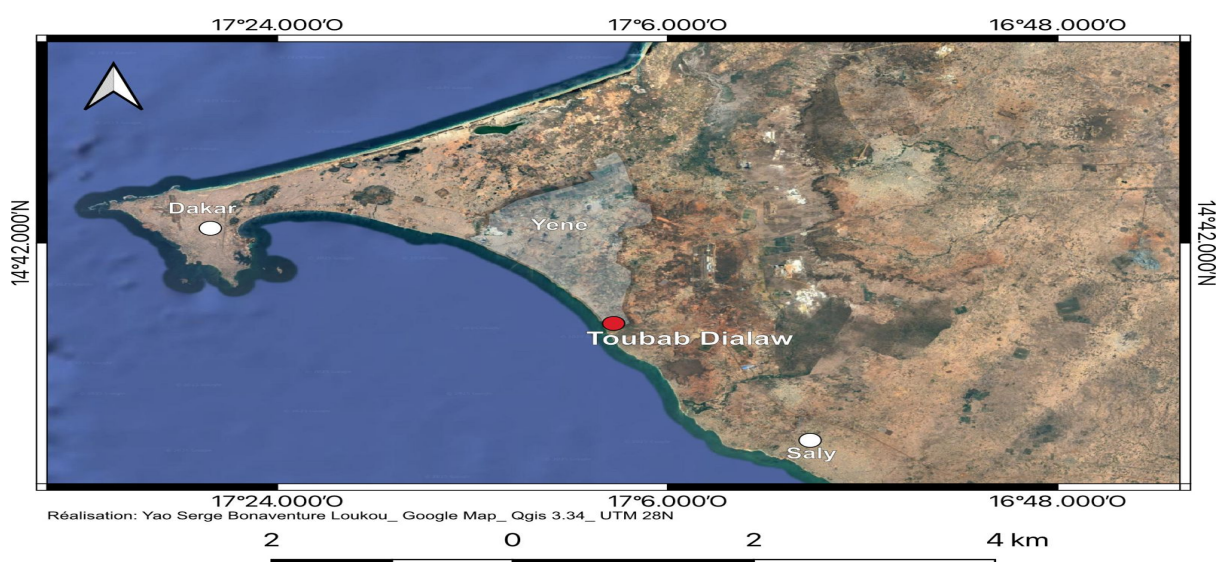 17°24.000′O 17°6.000′O 16°48.000′O
14°42.000′N 14°42.000′N
Dakar
Yene
Toubab Dialaw
Saly
17°24.000′O 17°6.000′O 16°48.000′O
Réalisation: Yao Serge Bonaventure Loukou_ Google Map_ Qgis 3.34_ UTM 28N
2 0 2 4 km